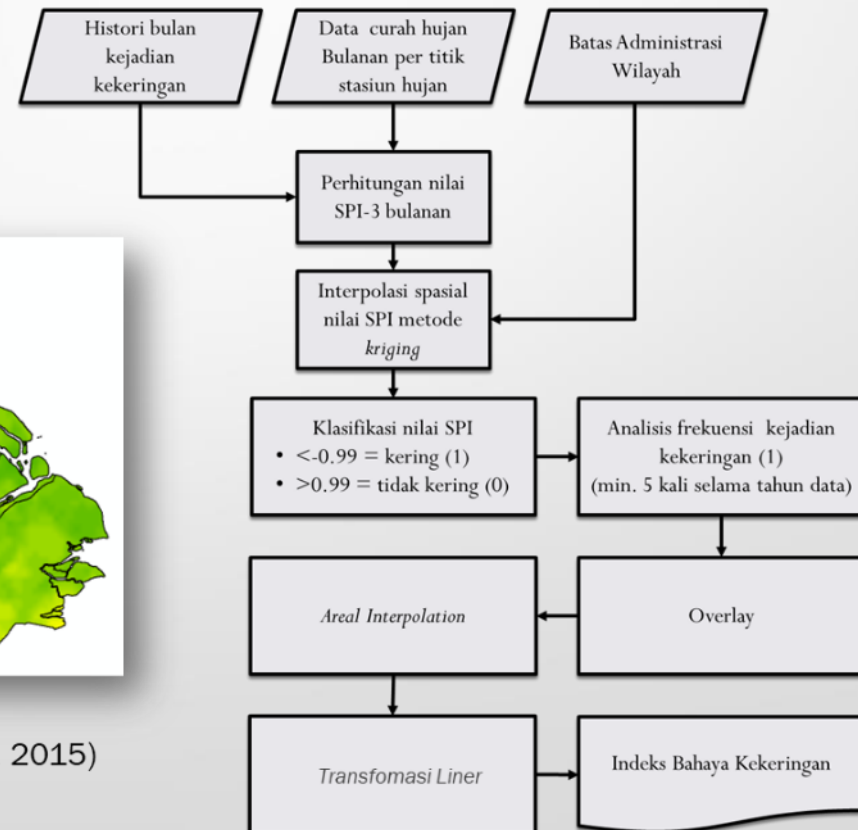 Histori bulan
kejadian
kekeringan
Data curah hujan
Bulanan per titik
stasiun hujan
Batas Administrasi
Wilayah
Perhitungan nilai
SPI-3 bulanan
Interpolasi spasial
nilai SPI metode
kriging
Klasifikasi nilai SPI
• <-0.99 = kering (1)
• >0.99 = tidak kering (0)
Analisis frekuensi kejadian
kekeringan (1)
(min. 5 kali selama tahun data)
Areal Interpolation
Overlay
2015)
Transfomasi Liner
Indeks Bahaya Kekeringan